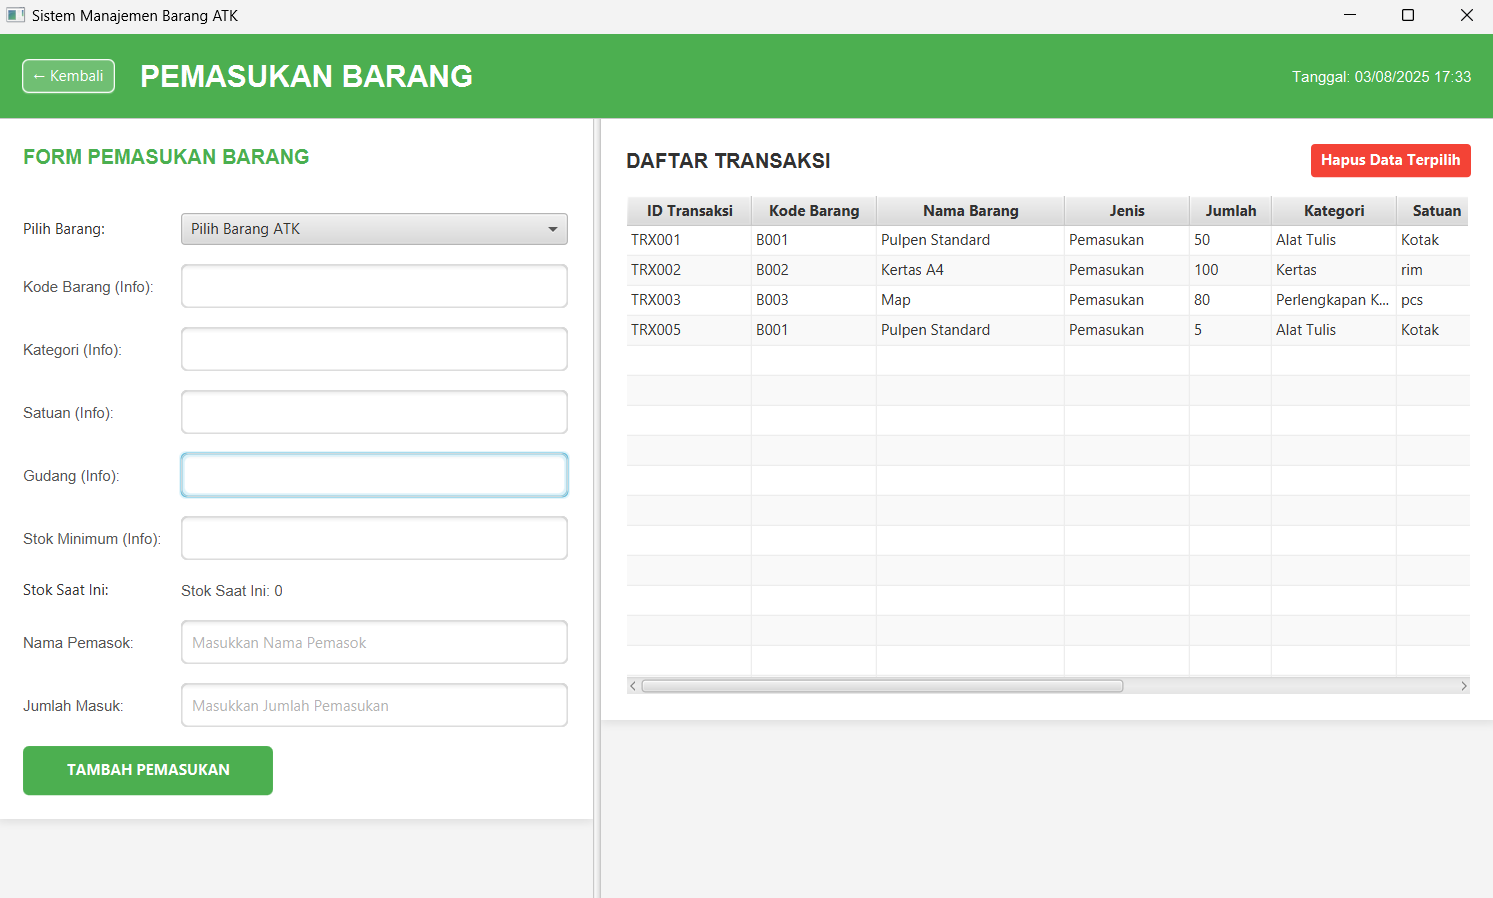 Sistem Manajemen Barang ATK
← Kembali
PEMASUKAN BARANG
Tanggal: 03/08/2025 17:33
FORM PEMASUKAN BARANG
Pilih Barang: Pilih Barang ATK
Kode Barang (Info):
Kategori (Info):
Satuan (Info):
Gudang (Info):
Stok Minimum (Info):
Stok Saat Ini: Stok Saat Ini: 0
Nama Pemasok: Masukkan Nama Pemasok
Jumlah Masuk: Masukkan Jumlah Pemasukan
TAMBAH PEMASUKAN
DAFTAR TRANSAKSI
Hapus Data Terpilih
ID Transaksi Kode Barang Nama Barang Jenis Jumlah Kategori Satuan
TRX001 B001 Pulpen Standard Pemasukan 50 Alat Tulis Kotak
TRX002 B002 Kertas A4 Pemasukan 100 Kertas rim
TRX003 B003 Map Pemasukan 80 Perlengkapan K... pcs
TRX005 B001 Pulpen Standard Pemasukan 5 Alat Tulis Kotak